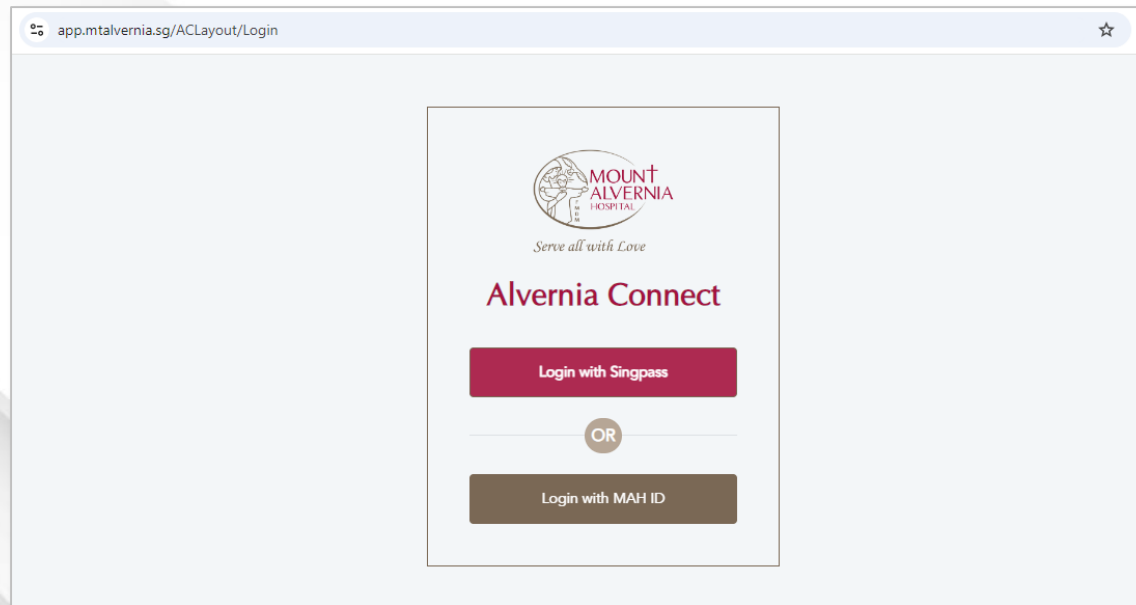 app.mtalvernia.sg/ACLayout/Login
MOUNT
ALVERNIA
HOSPITAL
Serve all with Love
Alvernia Connect
Login with Singpass
OR
Login with MAH ID